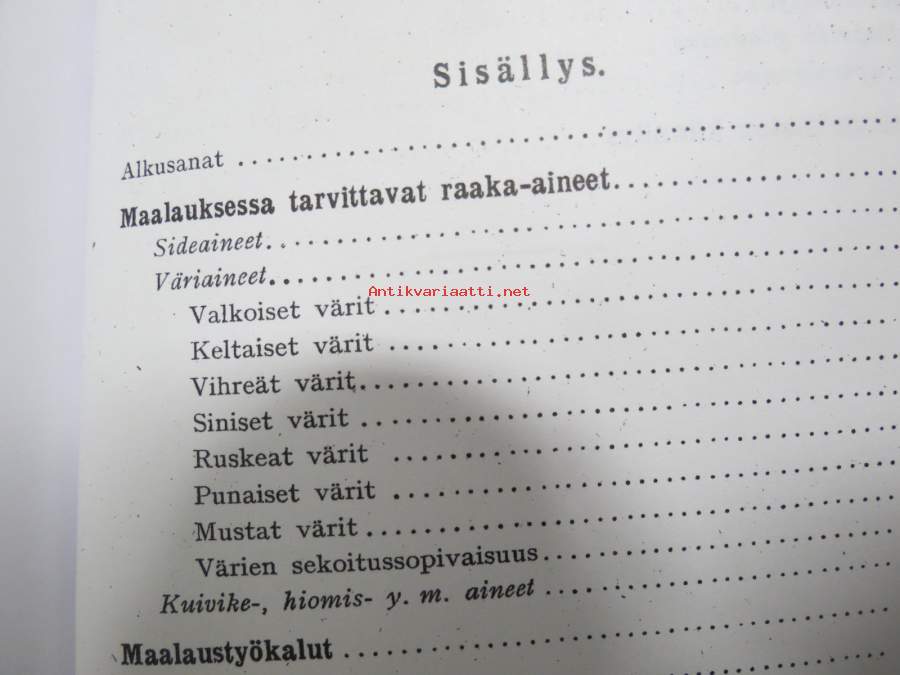 Sisällys.
Alkusanat ........................................
Maalauksessa tarvittavat raaka-aineet....................
Sideaineet........................................
Väriaineet........................................
Antikvariaatti.net
Valkoiset värit ........................................
Keltaiset värit ........................................
Vihreät värit........................................
Siniset värit ........................................
Ruskeat värit ........................................
Punaiset värit ........................................
Mustat värit ........................................
Värien sekoitussopivaisuus..............................
Kuivike-, hiomis- y. m. aineet ..............................
Maalaustyökalut ........................................